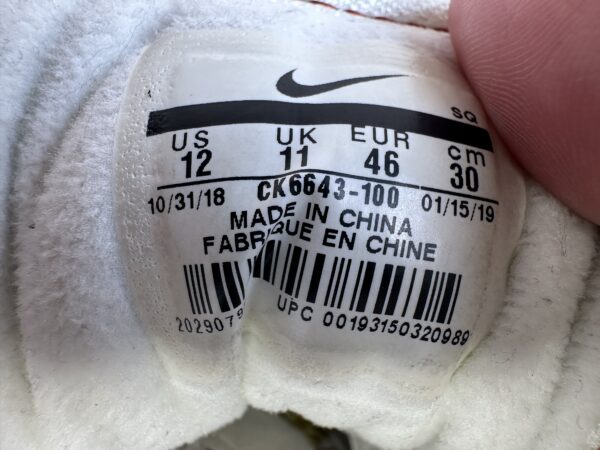 SQ
US UK EUR cm
12 11 46 30
10/31/18 CK6643-100 01/15/19
MADE IN CHINA
FABRIQUE EN CHINE
2029079 UPC 00193150320989